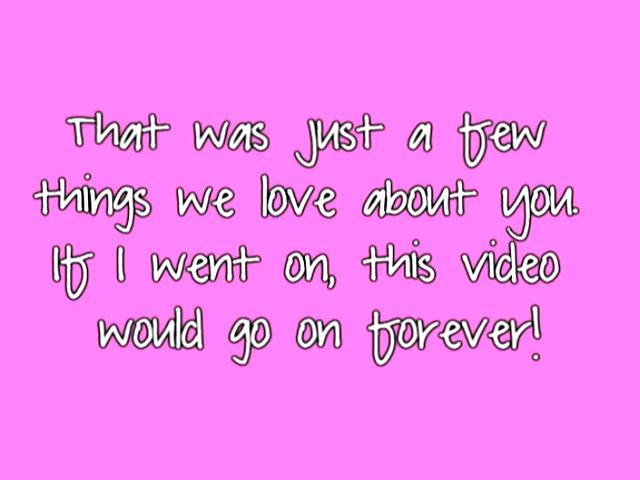 That was just a few
things we love about you.
If I went on, this video
would go on forever!